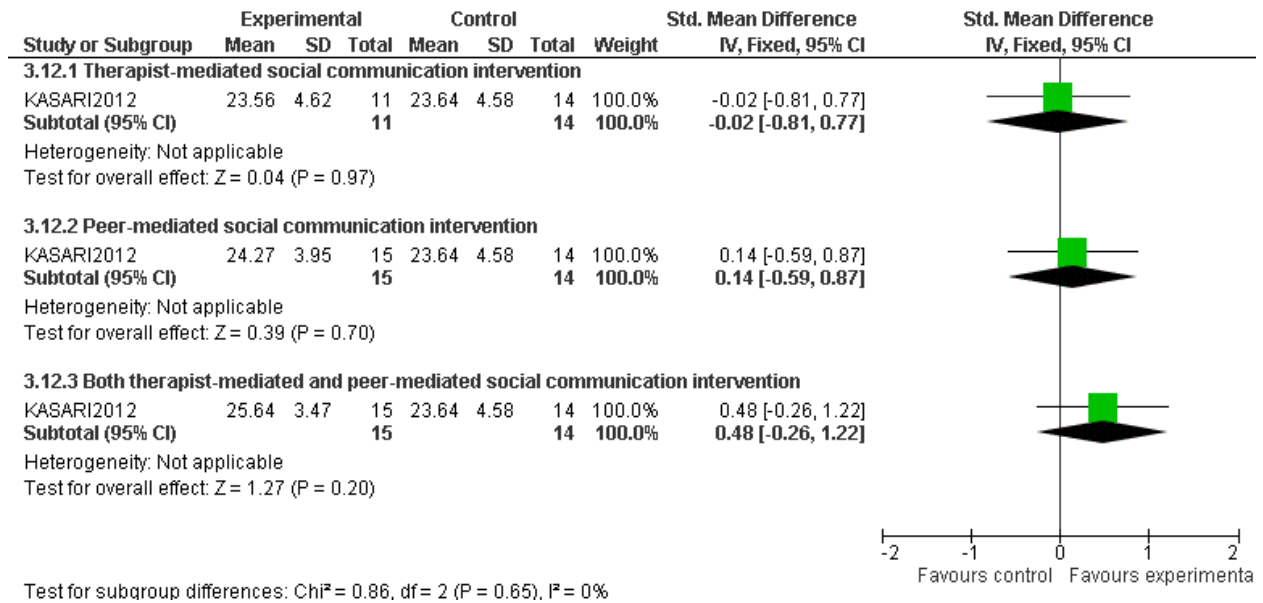 Experimental Control Std. Mean Difference Std. Mean Difference
Study or Subgroup Mean SD Total Mean SD Total Weight IV, Fixed, 95% CI IV, Fixed, 95% CI
3.12.1 Therapist-mediated social communication intervention
KASARI2012 23.56 4.62 11 23.64 4.58 14 100.0% -0.02 [-0.81, 0.77]
Subtotal (95% CI) 11 14 100.0% -0.02 [-0.81, 0.77]
Heterogeneity: Not applicable
Test for overall effect: Z = 0.04 (P = 0.97)
3.12.2 Peer-mediated social communication intervention
KASARI2012 24.27 3.95 15 23.64 4.58 14 100.0% 0.14 [-0.59, 0.87]
Subtotal (95% CI) 15 14 100.0% 0.14 [-0.59, 0.87]
Heterogeneity: Not applicable
Test for overall effect: Z = 0.39 (P = 0.70)
3.12.3 Both therapist-mediated and peer-mediated social communication intervention
KASARI2012 25.64 3.47 15 23.64 4.58 14 100.0% 0.48 [-0.26, 1.22]
Subtotal (95% CI) 15 14 100.0% 0.48 [-0.26, 1.22]
Heterogeneity: Not applicable
Test for overall effect: Z = 1.27 (P = 0.20)
-2 -1 0 1 2
Favours control Favours experimenta
Test for subgroup differences: Chi² = 0.86, df = 2 (P = 0.65), I² = 0%